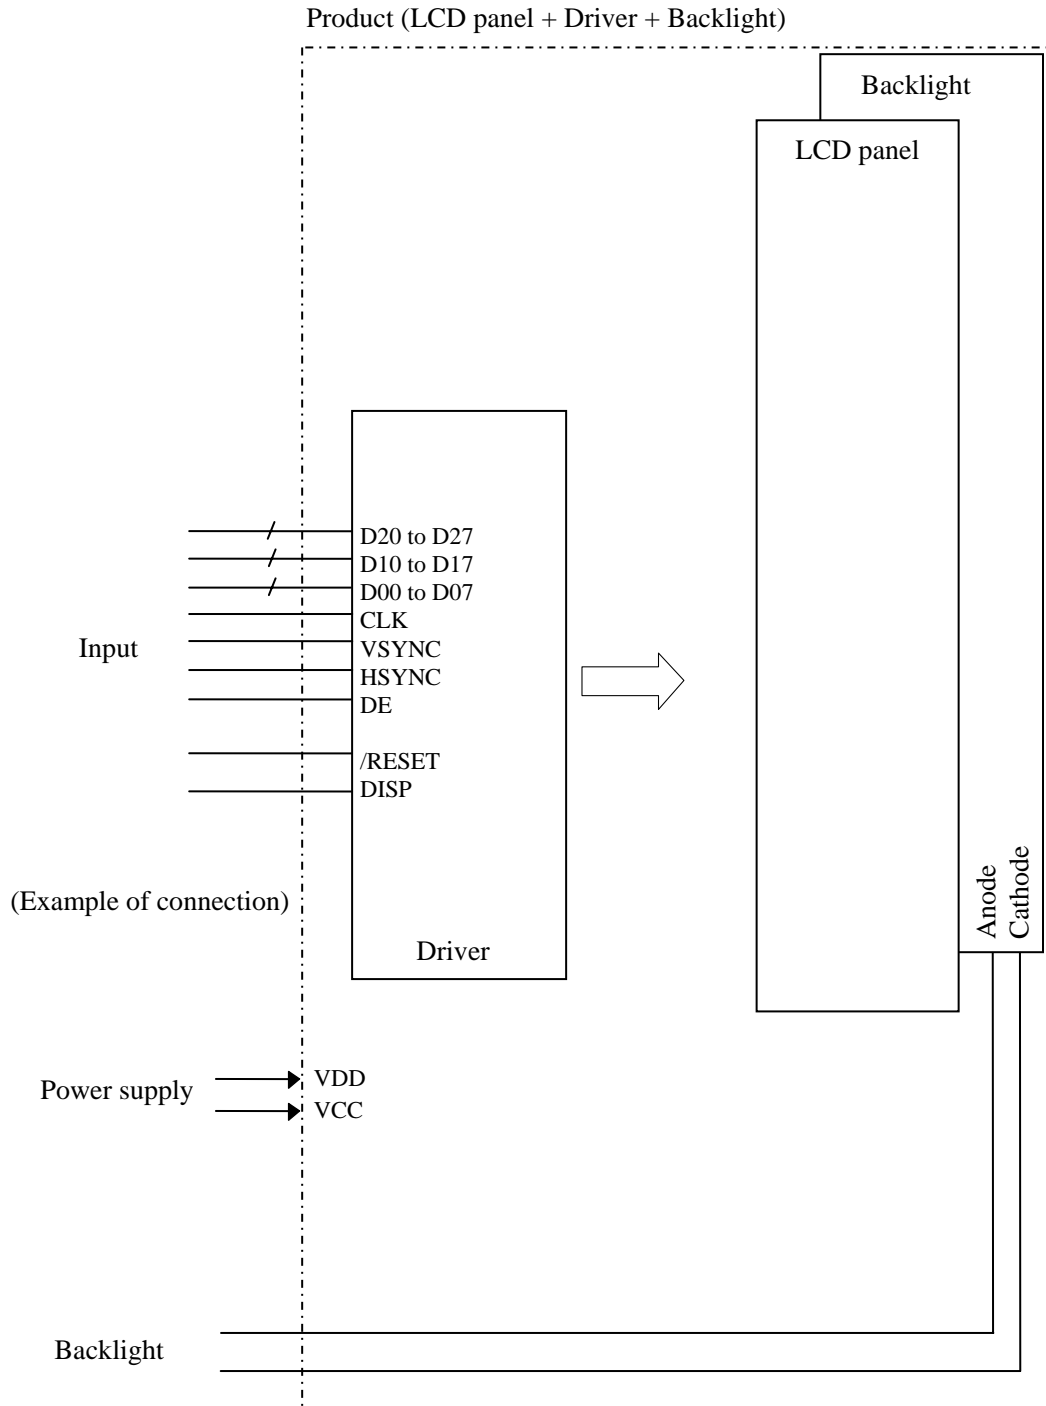 Product (LCD panel + Driver + Backlight)
Backlight
LCD panel
D20 to D27
D10 to D17
D00 to D07
CLK
Input
VSYNC
HSYNC
DE
/RESET
DISP
(Example of connection)
Driver
Anode
Cathode
Power supply
VDD
VCC
Backlight